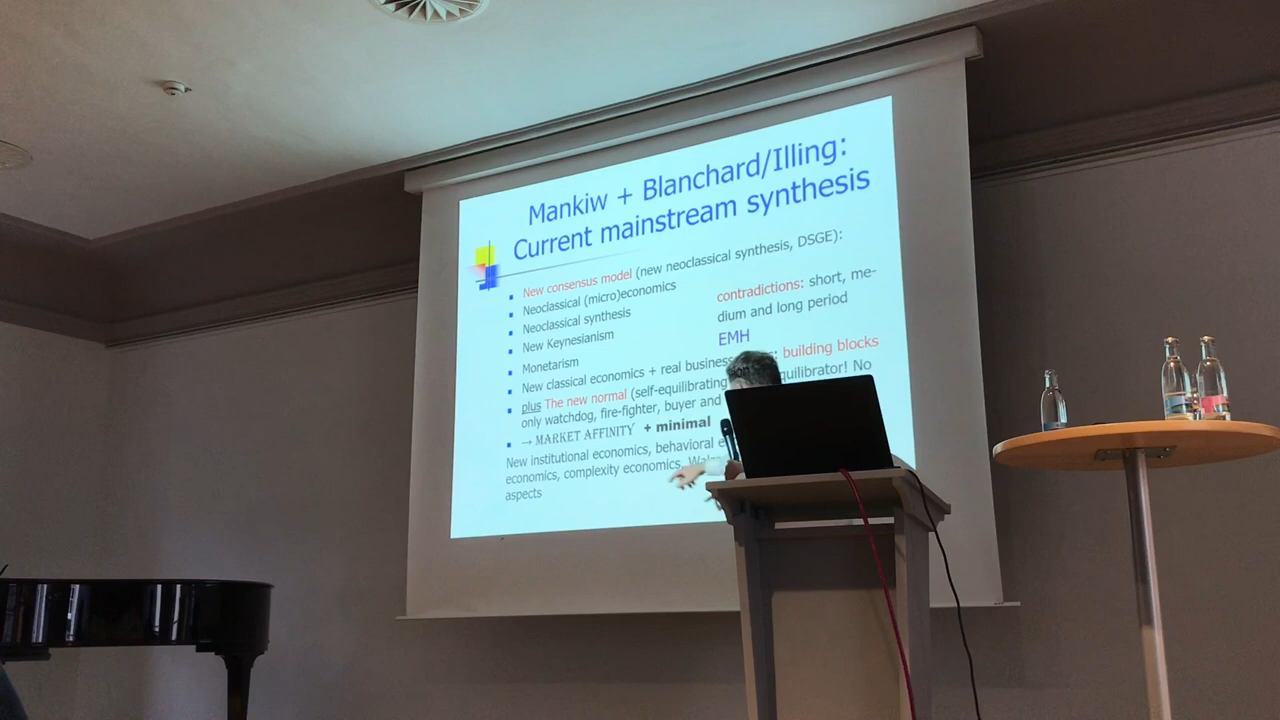 Mankiw + Blanchard/Illing:
Current mainstream synthesis
New consensus model (new neoclassical synthesis, DSGE):
Neoclassical (micro)economics
Neoclassical synthesis
New Keynesianism
Monetarism
contradictions: short, me-
dium and long period
EMH
New classical economics + real business : building blocks
plus The new normal (self-equilibrating equilibrator! No
only watchdog, fire-fighter, buyer and
→ MARKET AFFINITY + minimal
New institutional economics, behavioral
economics, complexity economics,
aspects